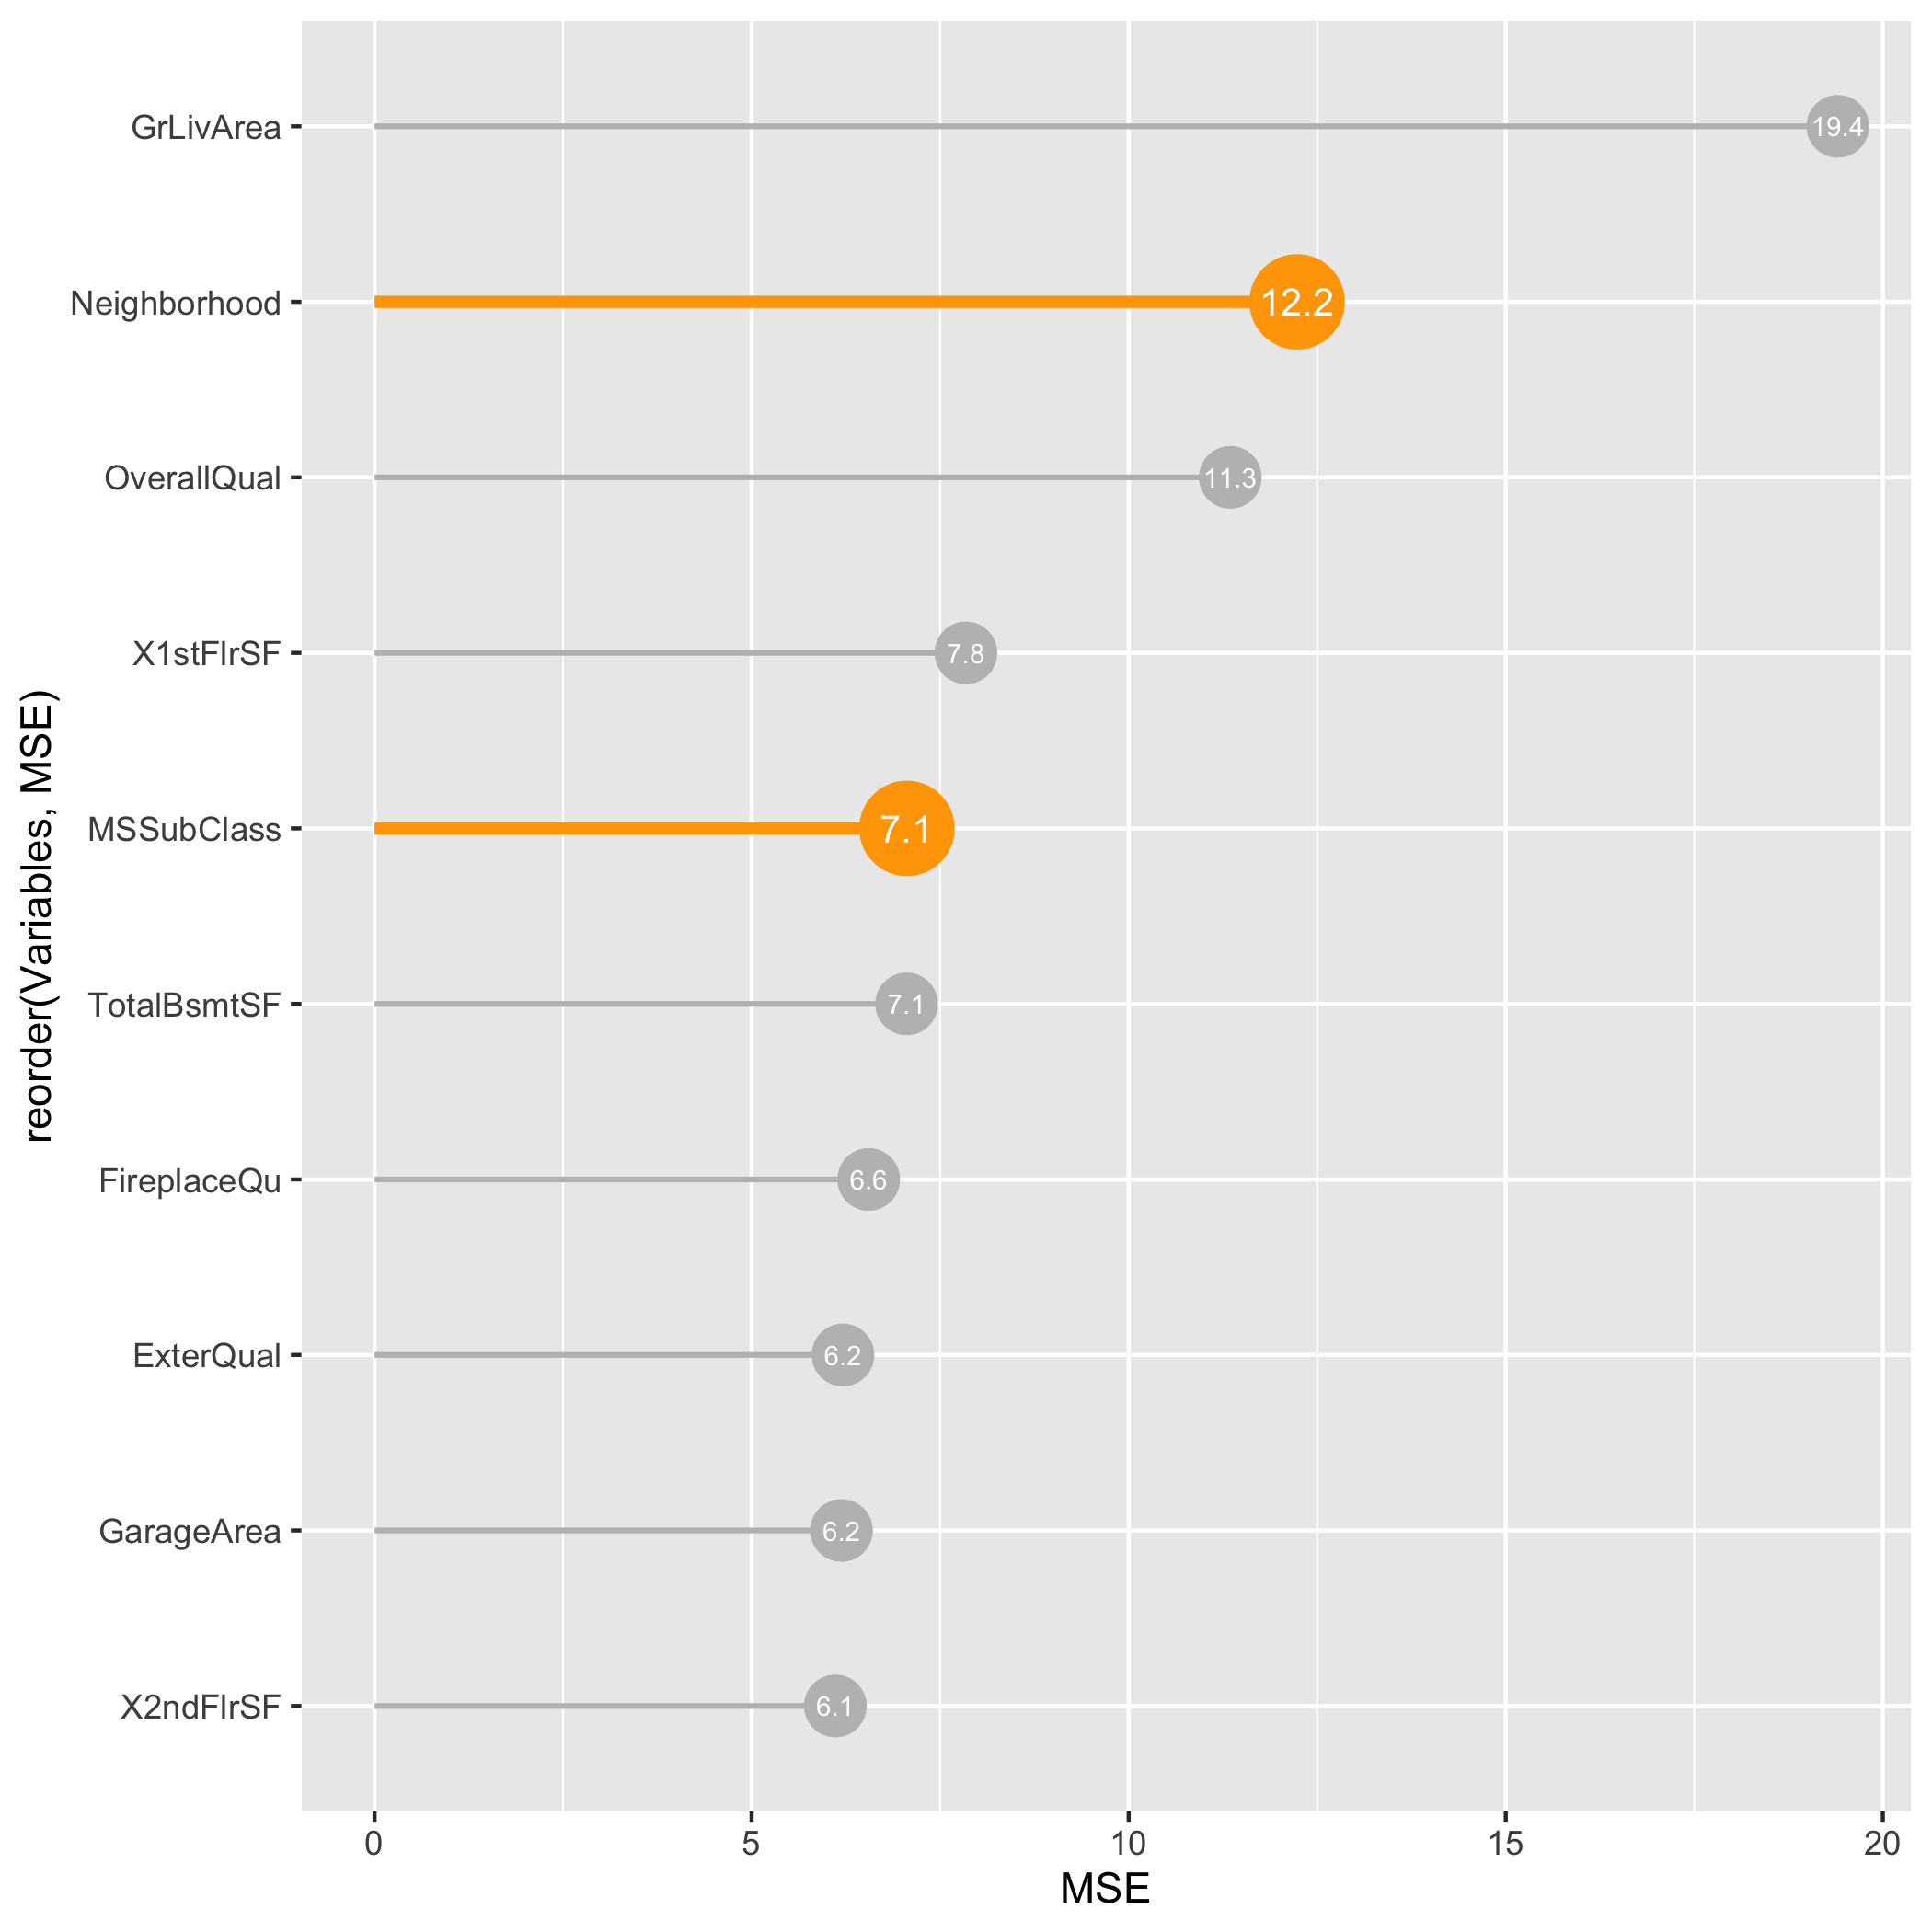 GrLivArea 19.4
Neighborhood 12.2
OverallQual 11.3
X1stFlrSF 7.8
MSSubClass 7.1
TotalBsmtSF 7.1
FireplaceQu 6.6
ExterQual 6.2
GarageArea 6.2
X2ndFlrSF 6.1
reorder(Variables, MSE)
0 5 10 15 20
MSE